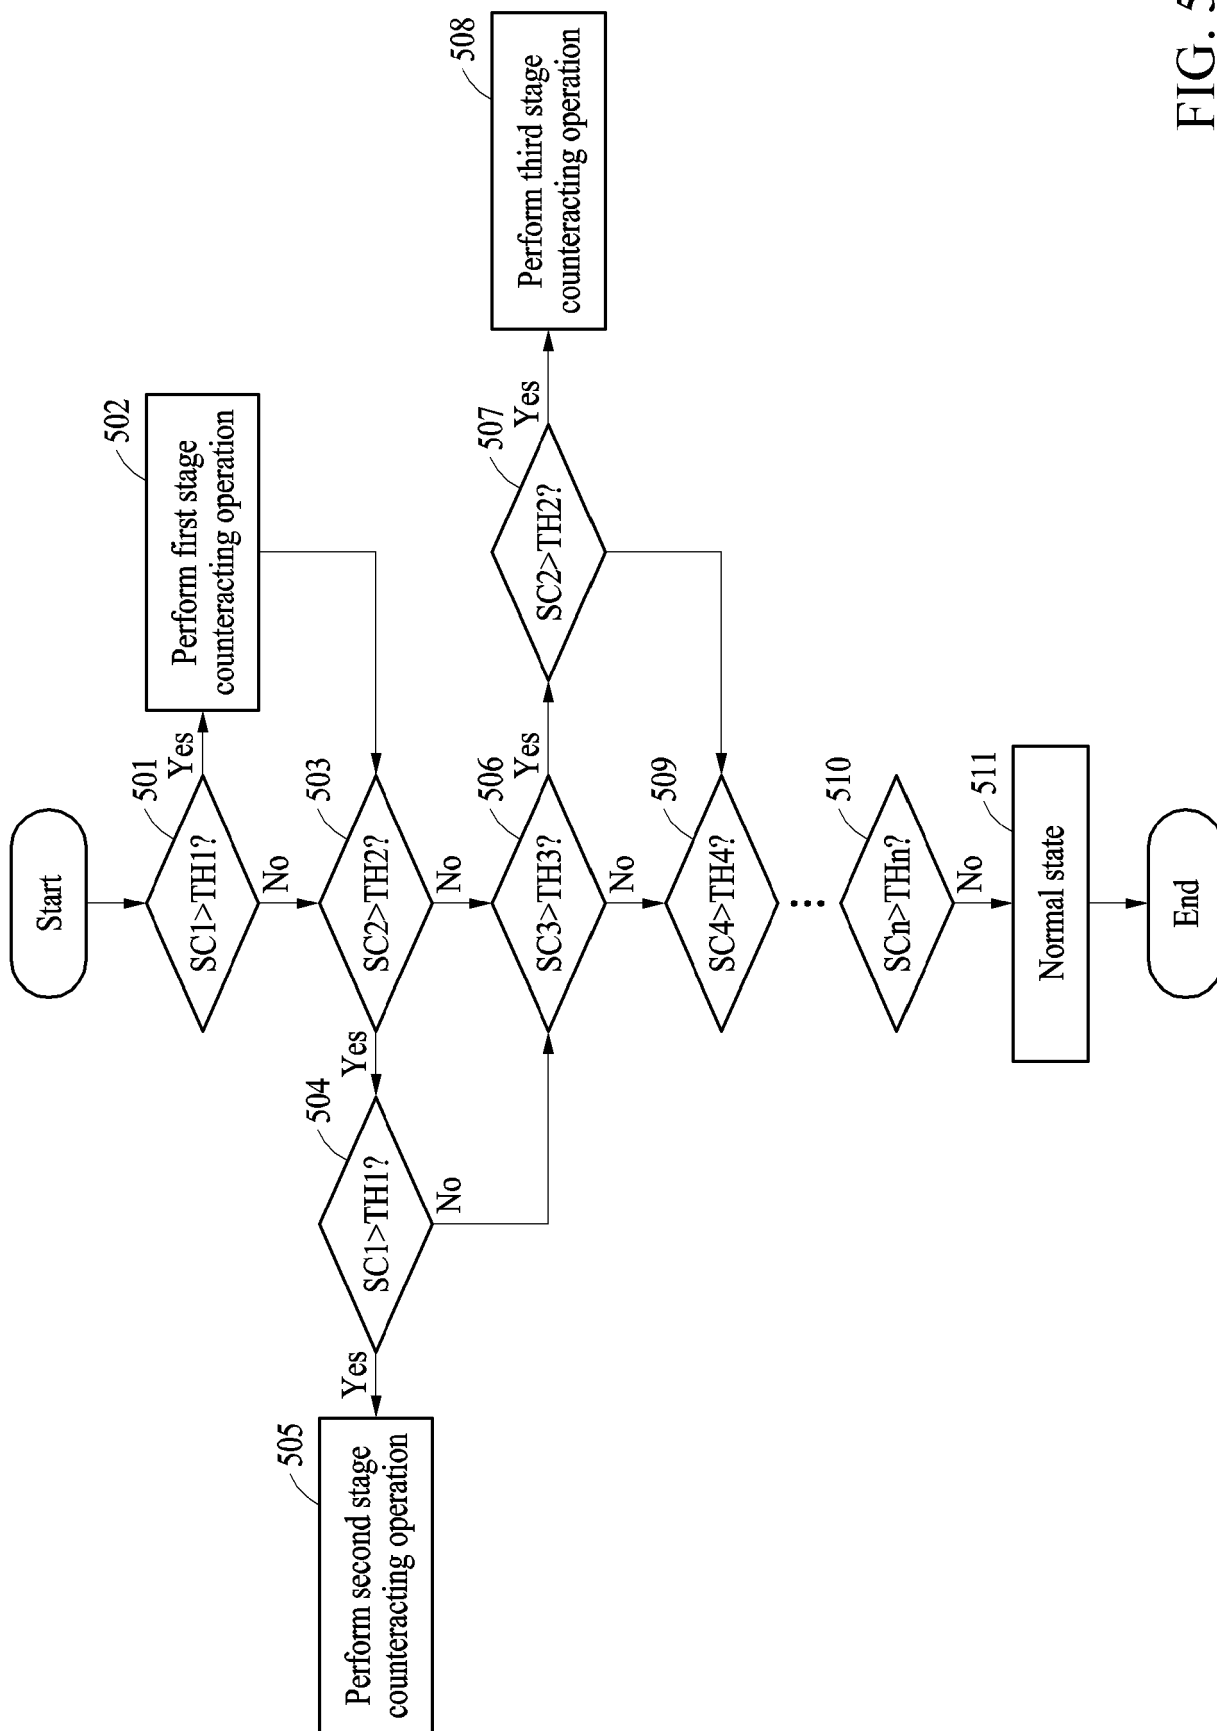 Start
501
SC1>TH1?
Yes
No
502
Perform first stage
counteracting operation
503
SC2>TH2?
Yes
No
504
SC1>TH1?
Yes
No
505
Perform second stage
counteracting operation
506
SC3>TH3?
Yes
No
507
SC2>TH2?
Yes
508
Perform third stage
counteracting operation
509
SC4>TH4?
510
SCn>THn?
No
511
Normal state
End
FIG. 5